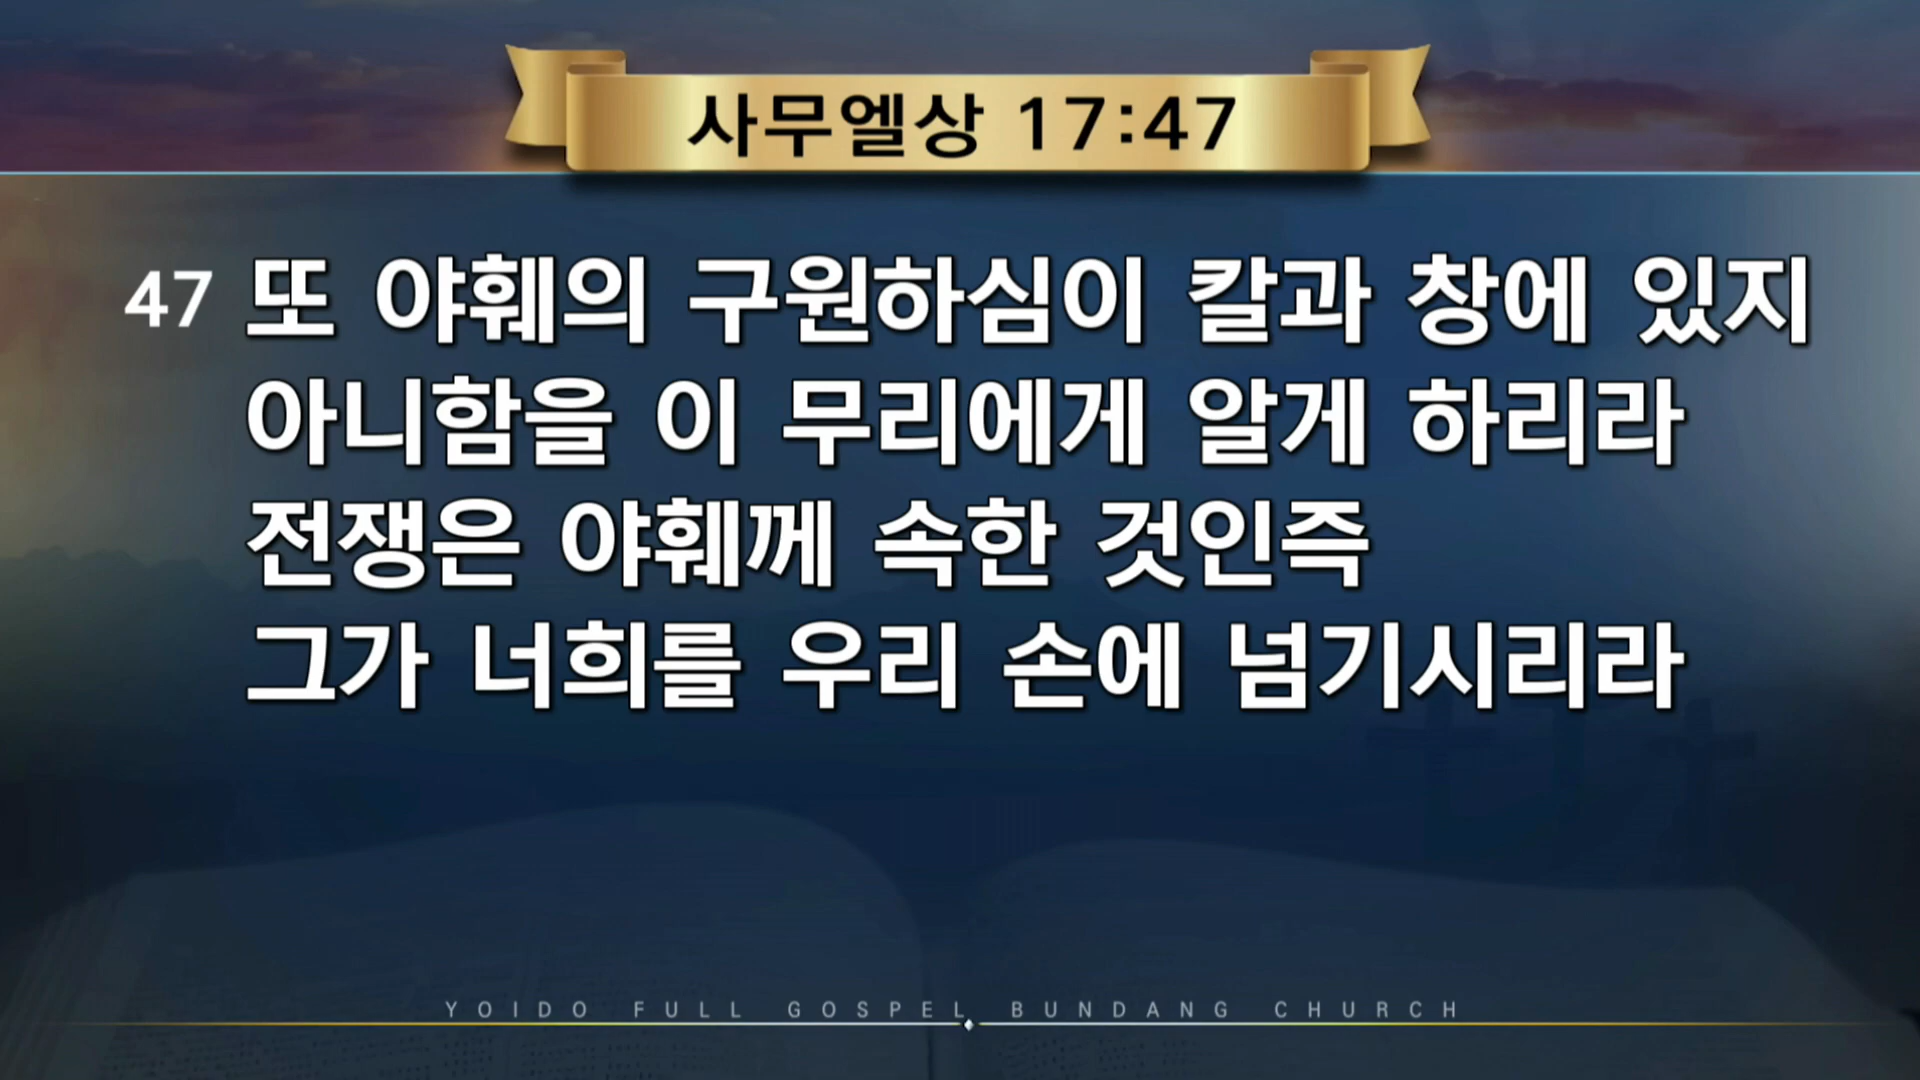 사무엘상 17:47
47 또 야훼의 구원하심이 칼과 창에 있지
아니함을 이 무리에게 알게 하리라
전쟁은 야훼께 속한 것인즉
그가 너희를 우리 손에 넘기시리라
YOIDO FULL GOSPEL BUNDANG CHURCH